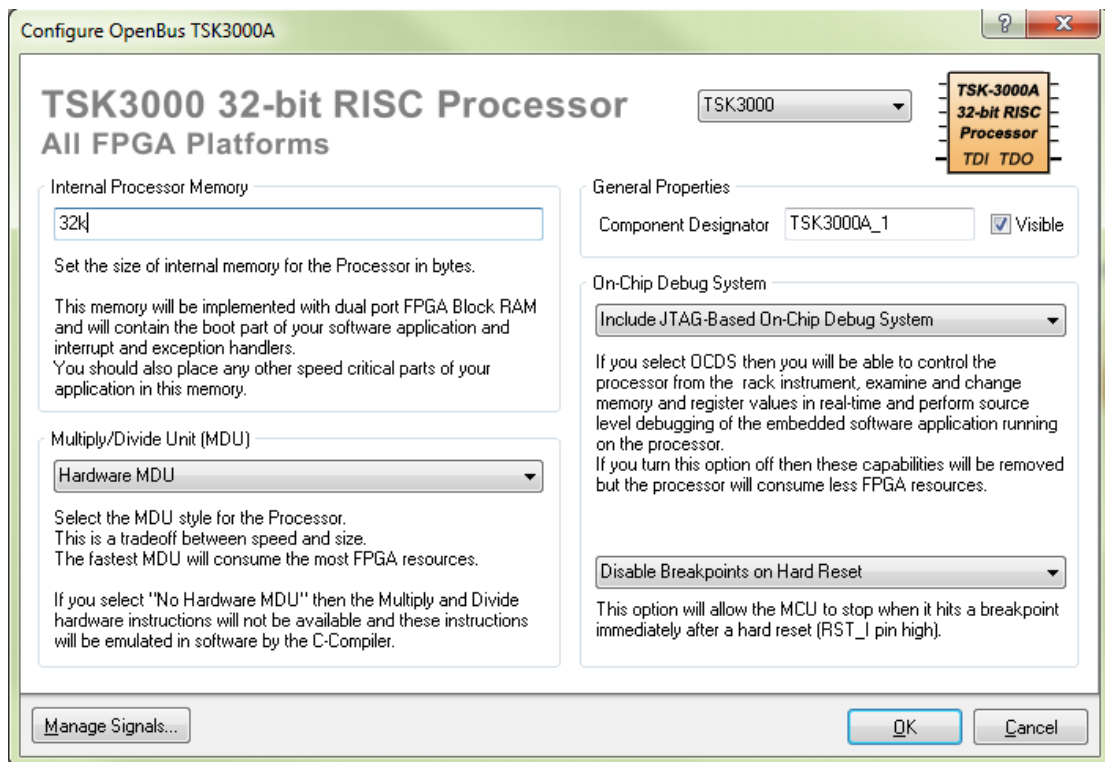 Configure OpenBus TSK3000A
?
X
TSK3000 32-bit RISC Processor
All FPGA Platforms
TSK3000
TSK-3000A
32-bit RISC
Processor
TDI TDO
Internal Processor Memory
32k
Set the size of internal memory for the Processor in bytes.
This memory will be implemented with dual port FPGA Block RAM
and will contain the boot part of your software application and
interrupt and exception handlers.
You should also place any other speed critical parts of your
application in this memory.
Multiply/Divide Unit (MDU)
Hardware MDU
Select the MDU style for the Processor.
This is a tradeoff between speed and size.
The fastest MDU will consume the most FPGA resources.
If you select "No Hardware MDU" then the Multiply and Divide
hardware instructions will not be available and these instructions
will be emulated in software by the C-Compiler.
General Properties
Component Designator TSK3000A_1 Visible
On-Chip Debug System
Include JTAG-Based On-Chip Debug System
If you select OCDS then you will be able to control the
processor from the rack instrument, examine and change
memory and register values in real-time and perform source
level debugging of the embedded software application running
on the processor.
If you turn this option off then these capabilities will be removed
but the processor will consume less FPGA resources.
Disable Breakpoints on Hard Reset
This option will allow the MCU to stop when it hits a breakpoint
immediately after a hard reset (RST_I pin high).
Manage Signals...
OK
Cancel